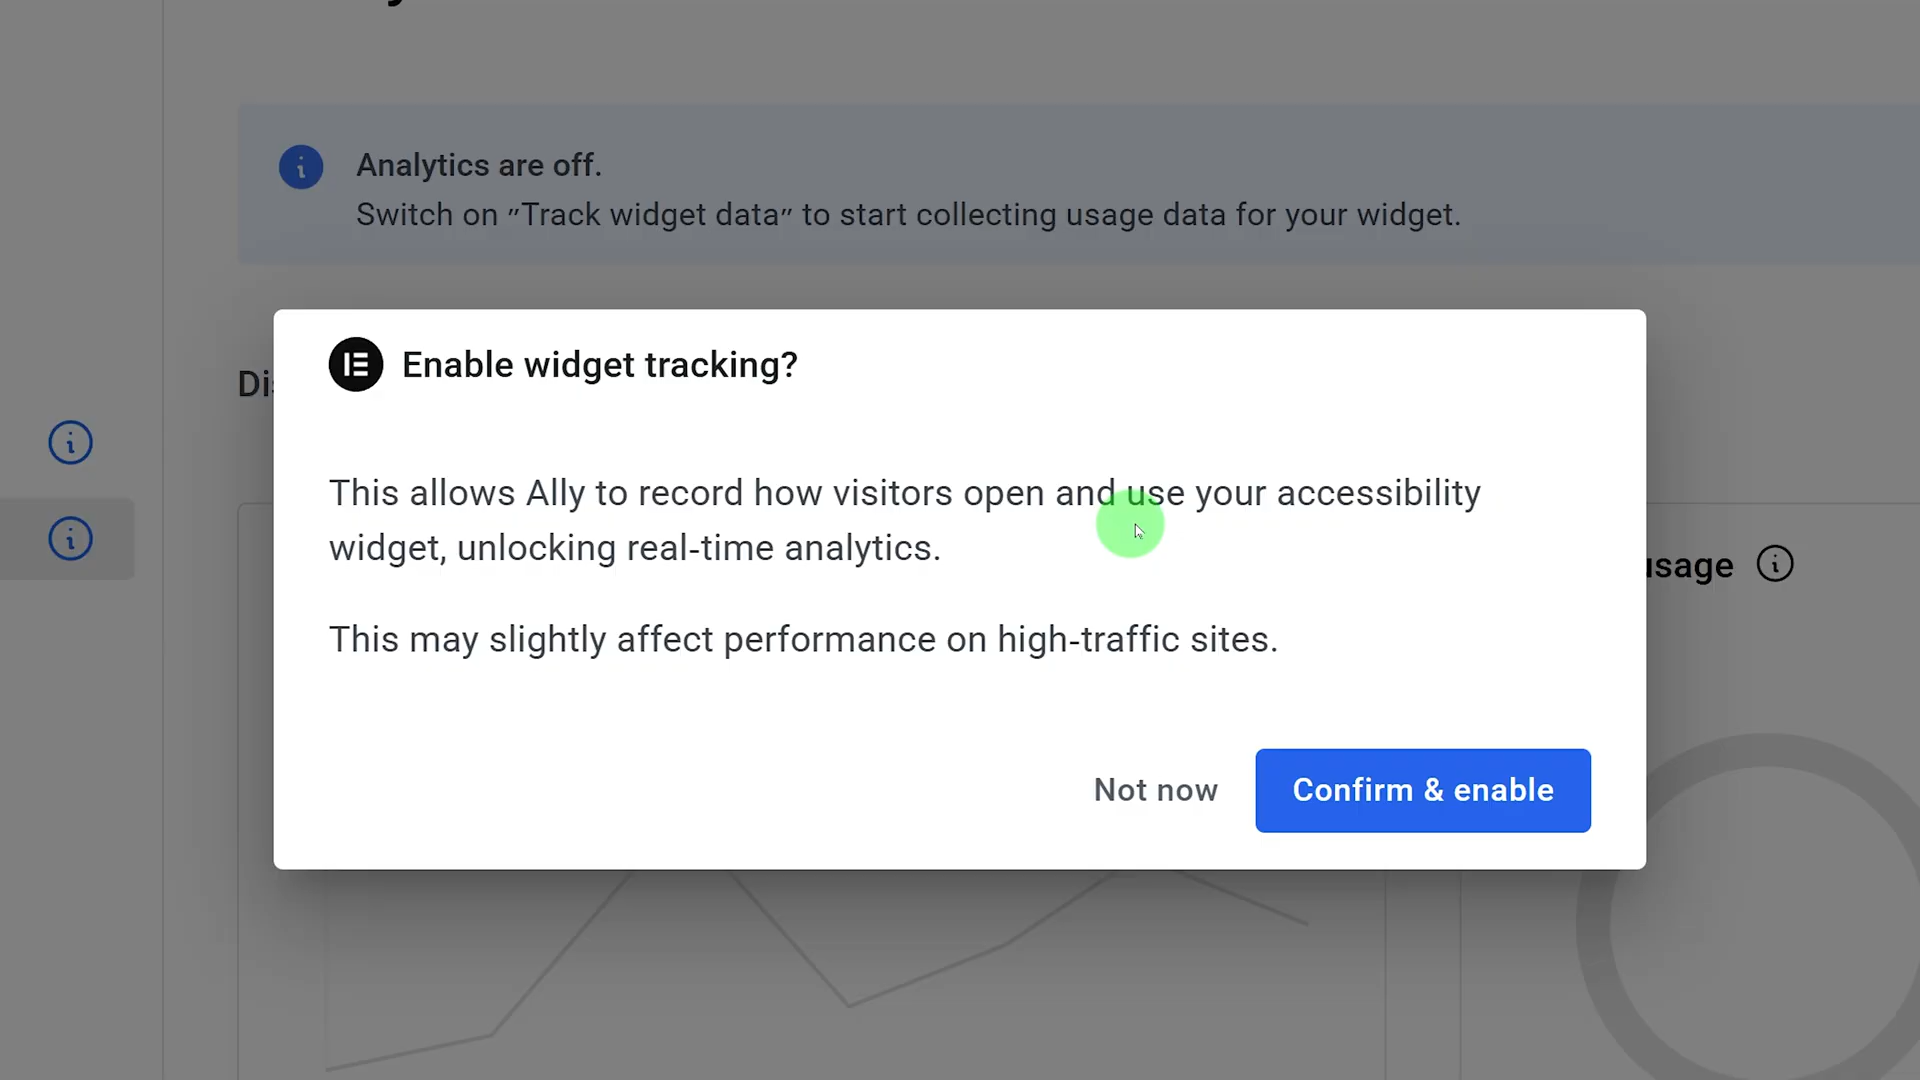 Analytics are off.
Switch on "Track widget data" to start collecting usage data for your widget.
Enable widget tracking?
This allows Ally to record how visitors open and use your accessibility
widget, unlocking real-time analytics.
usage
This may slightly affect performance on high-traffic sites.
Not now
Confirm & enable